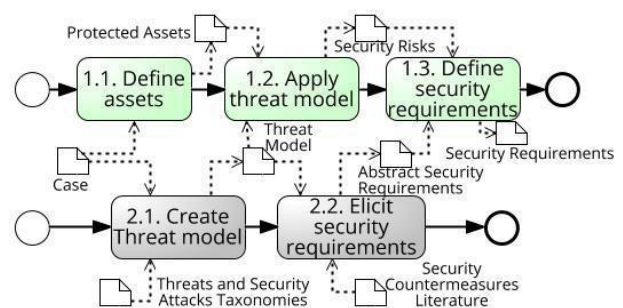 Protected Assets
Security Risks
1.1. Define
assets
1.2. Apply
threat model
1.3. Define
security
requirements
Threat
Model
Security Requirements
Case
Abstract Security
Requirements
2.1. Create
Threat model
2.2. Elicit
security
requirements
Threats and Security
Attacks Taxonomies
Security
Countermeasures
Literature